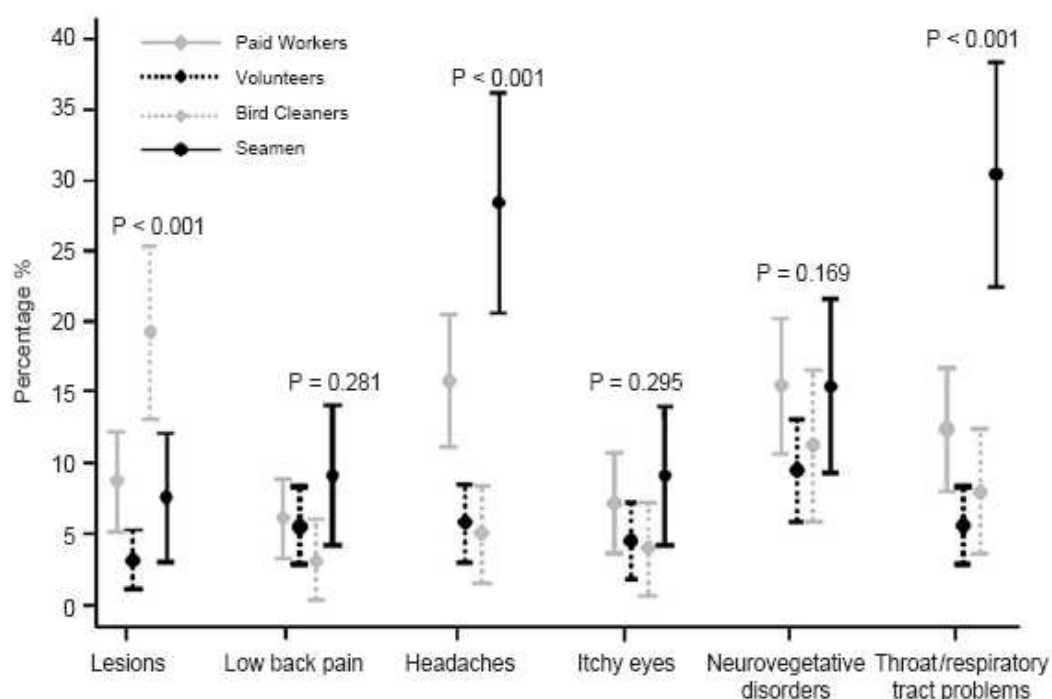 40
35
30
25
20
15
10
5
0
Percentage %
Paid Workers
Volunteers
Bird Cleaners
Seamen
P < 0.001
P = 0.281
P < 0.001
P = 0.295
P = 0.169
P < 0.001
Lesions
Low back pain
Headaches
Itchy eyes
Neurovegetative
disorders
Throat/respiratory
tract problems